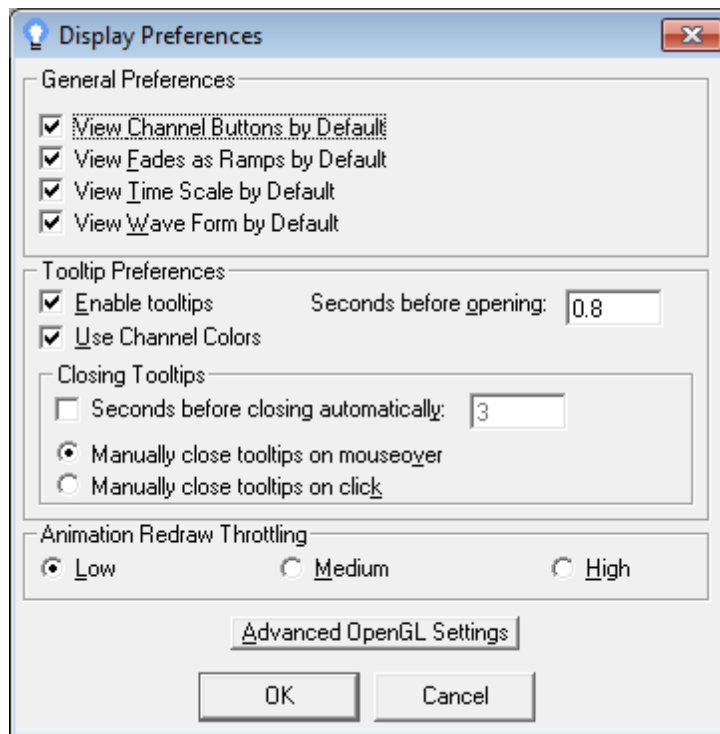 Display Preferences
General Preferences
View Channel Buttons by Default
View Fades as Ramps by Default
View Time Scale by Default
View Wave Form by Default
Tooltip Preferences
Enable tooltips Seconds before opening: 0.8
Use Channel Colors
Closing Tooltips
Seconds before closing automatically: 3
Manually close tooltips on mouseover
Manually close tooltips on click
Animation Redraw Throttling
Low Medium High
Advanced OpenGL Settings
OK Cancel